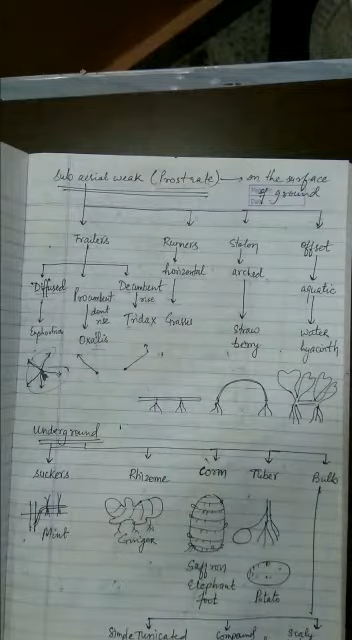 Sub aerial weak (Prostrate) → on the surface
of ground
Trailers Runners Stolon offset
Diffused Procumbent Decumbent horizontal arched aquatic
dont rise rise
Euphorbia Oxallis Tridax Grasses Straw berry water hyacinth
Underground
Suckers Rhizome Corm Tuber Bulb
Mint Ginger
Saffron
Elephant foot Potato
Simple Tunicated Compound Scaly